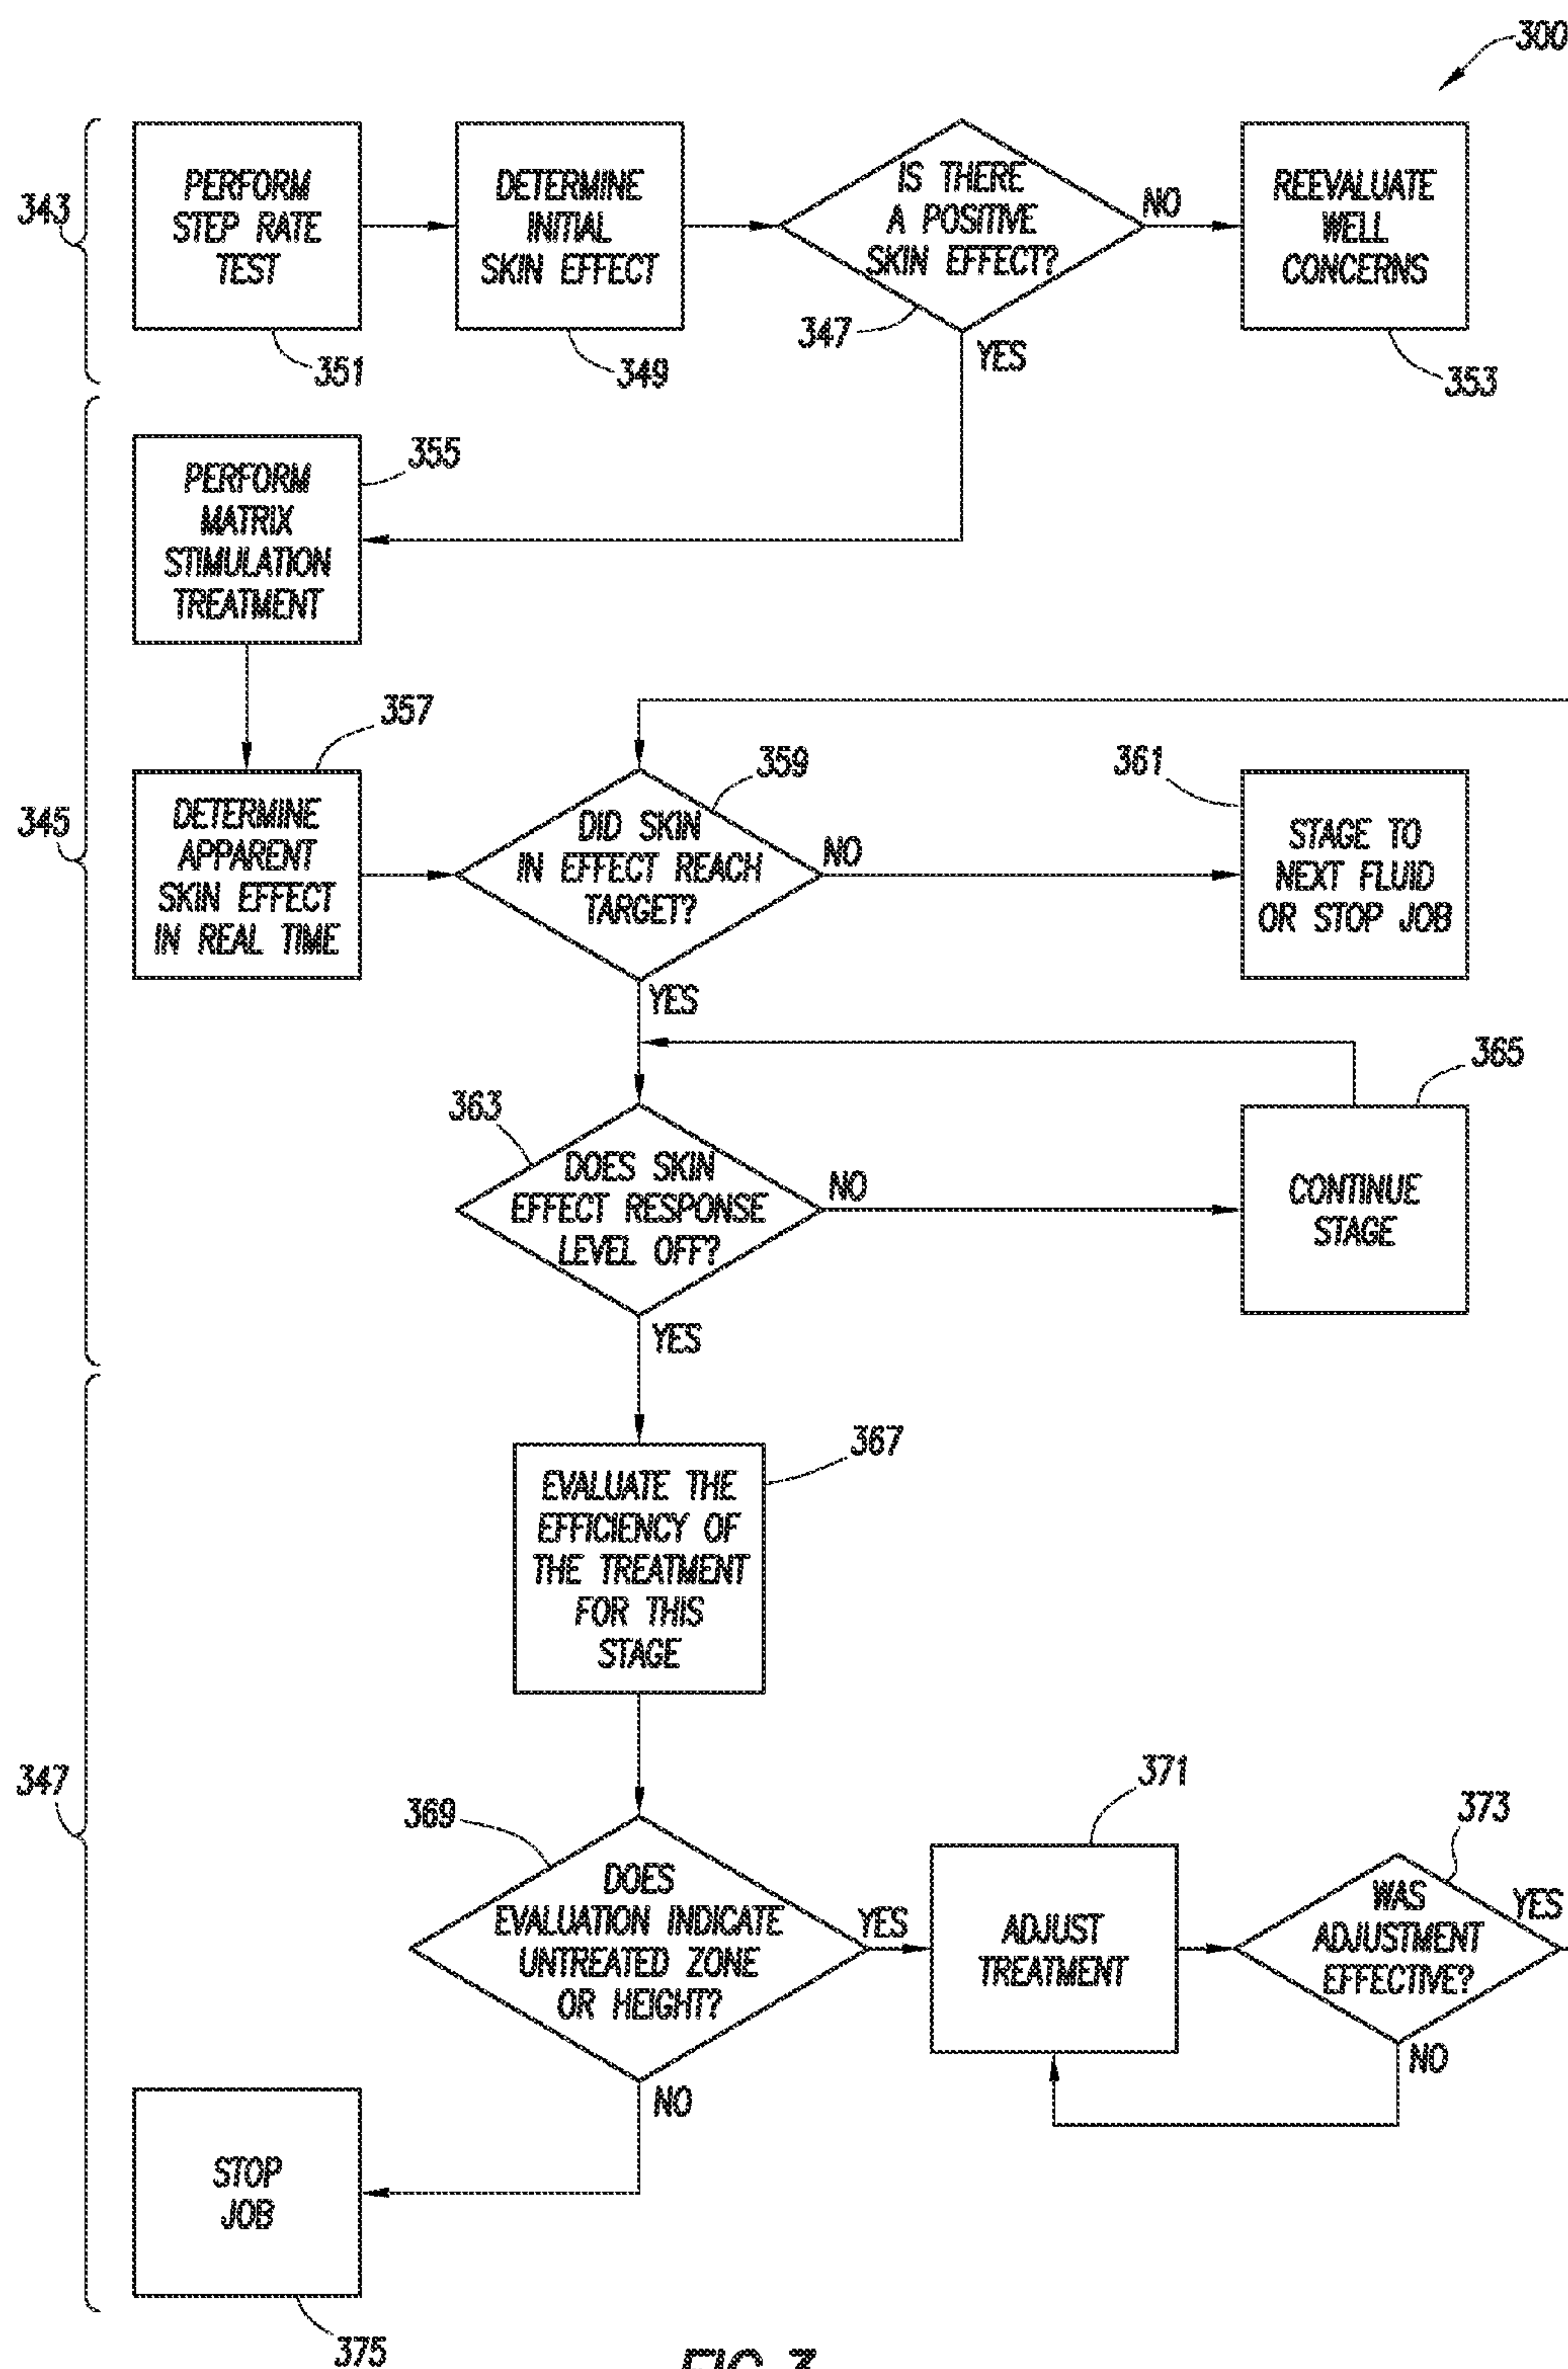 300
343
PERFORM
STEP RATE
TEST
351
DETERMINE
INITIAL
SKIN EFFECT
349
IS THERE
A POSITIVE
SKIN EFFECT?
347
NO
YES
REEVALUATE
WELL
CONCERNS
353
345
PERFORM
MATRIX
STIMULATION
TREATMENT
355
357
DETERMINE
APPARENT
SKIN EFFECT
IN REAL TIME
359
DID SKIN
IN EFFECT REACH
TARGET?
NO
YES
361
STAGE TO
NEXT FLUID
OR STOP JOB
363
DOES SKIN
EFFECT RESPONSE
LEVEL OFF?
NO
YES
365
CONTINUE
STAGE
347
367
EVALUATE THE
EFFICIENCY OF
THE TREATMENT
FOR THIS
STAGE
369
DOES
EVALUATION INDICATE
UNTREATED ZONE
OR HEIGHT?
YES
NO
371
ADJUST
TREATMENT
373
WAS
ADJUSTMENT
EFFECTIVE?
YES
NO
STOP
JOB
375
FIG.3